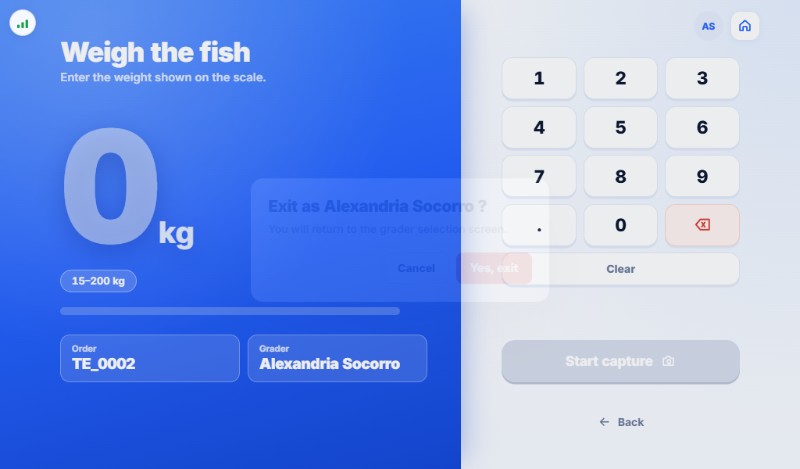 AS
Weigh the fish
Enter the weight shown on the scale.
1 2 3
4 5 6
7 8 9
. 0
Clear
0 kg
15–200 kg
Exit as Alexandria Socorro ?
You will return to the grader selection screen.
Cancel
Yes, exit
Order
TE_0002
Grader
Alexandria Socorro
Start capture
Back